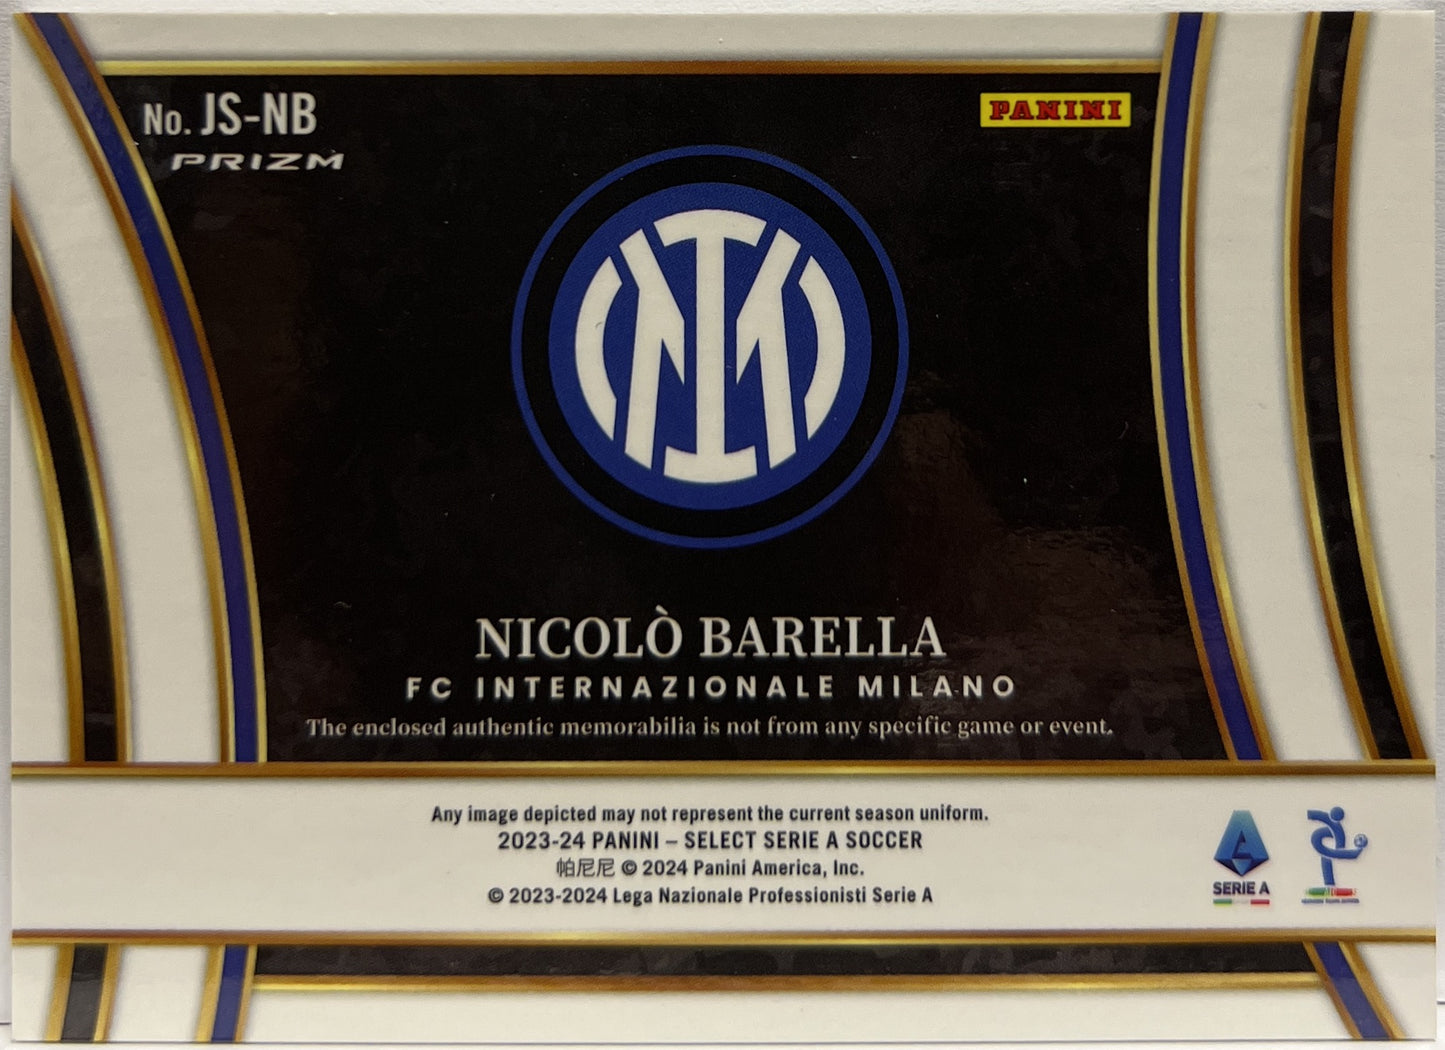 No. JS-NB
PRIZM
PANINI
NICOLÒ BARELLA
FC INTERNAZIONALE MILANO
The enclosed authentic memorabilia is not from any specific game or event.
Any image depicted may not represent the current season uniform.
2023-24 PANINI – SELECT SERIE A SOCCER
帕尼尼 © 2024 Panini America, Inc.
© 2023-2024 Lega Nazionale Professionisti Serie A
SERIE A